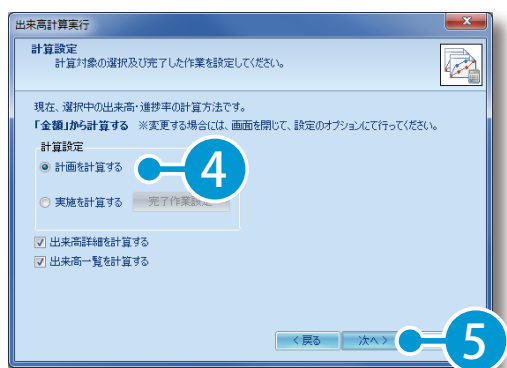 出来高計算実行
計算設定
計算対象の選択及び完了した作業を設定してください。
現在、選択中の出来高・進捗率の計算方法です。
「金額」から計算する ※変更する場合には、画面を閉じて、設定のオプションにて行ってください。
計算設定
計画を計算する
4
実施を計算する 完了作業設定
出来高詳細を計算する
出来高一覧を計算する
<戻る 次へ>
5